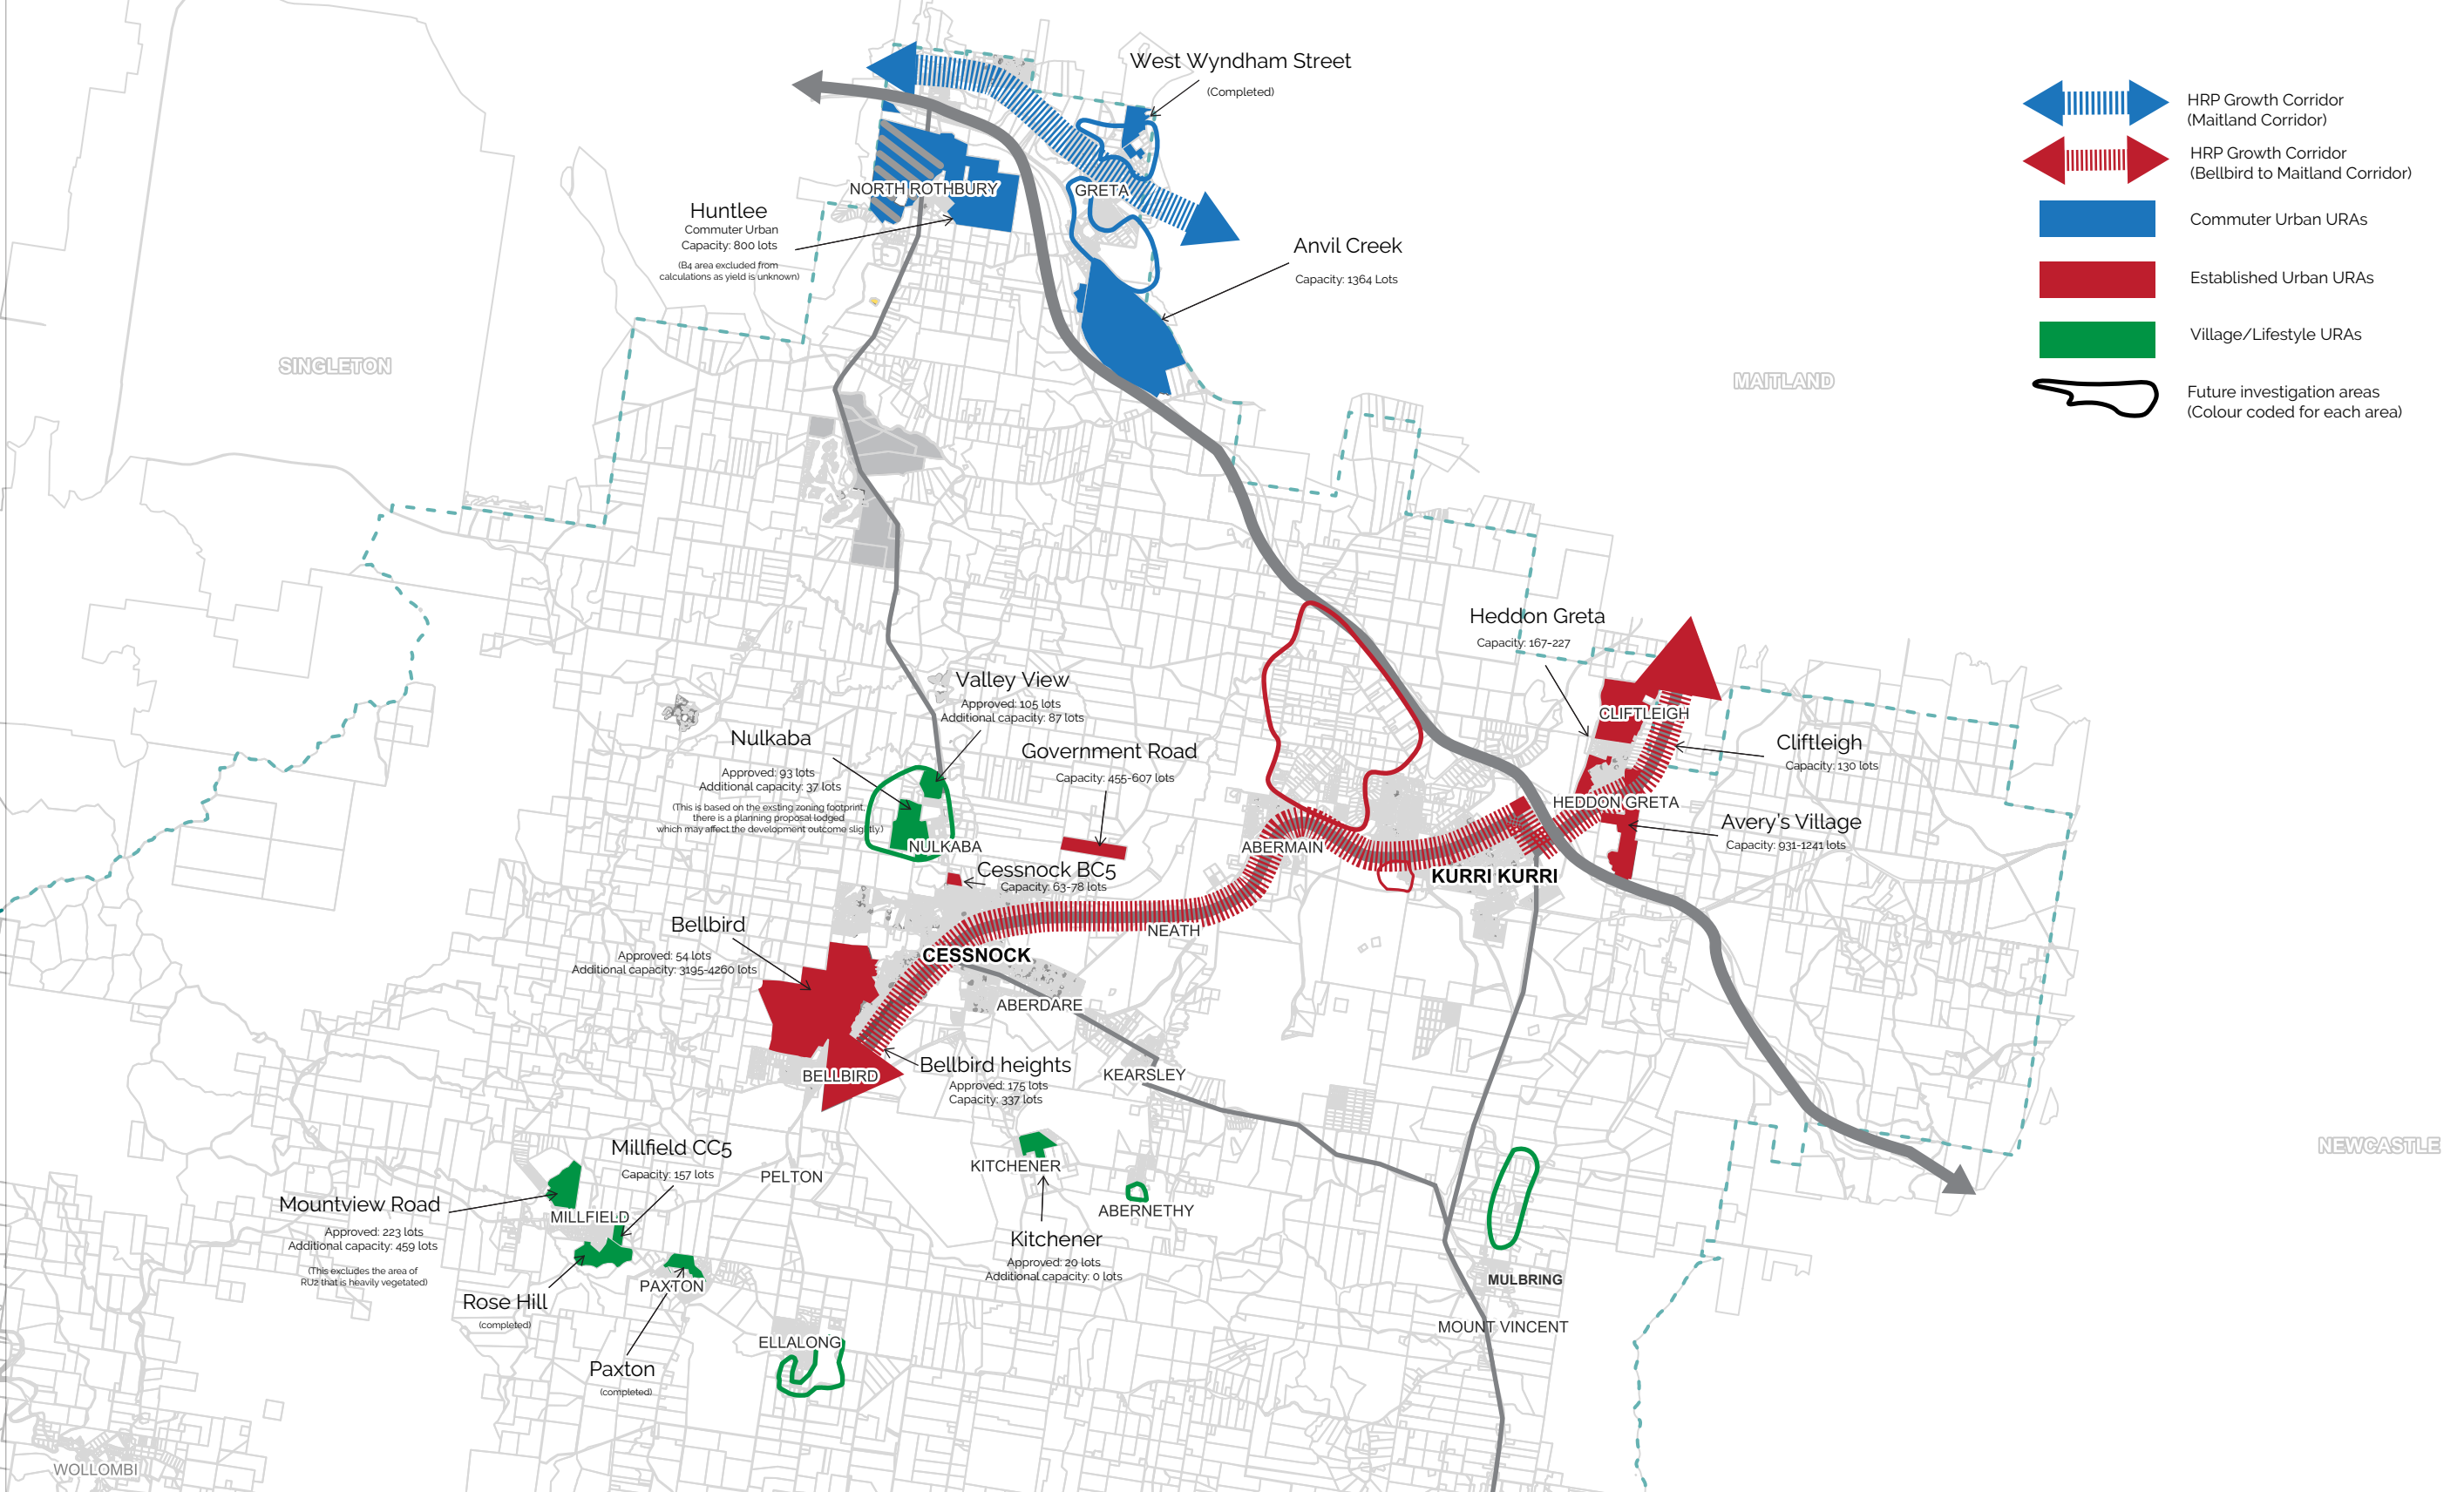 West Wyndham Street
(Completed)
HRP Growth Corridor
(Maitland Corridor)
HRP Growth Corridor
(Bellbird to Maitland Corridor)
Commuter Urban URAs
Established Urban URAs
Village/Lifestyle URAs
Future investigation areas
(Colour coded for each area)
NORTH ROTHBURY
GRETA
Huntlee
Commuter Urban
Capacity: 800 lots
(B4 area excluded from
calculations as yield is unknown)
Anvil Creek
Capacity: 1364 Lots
SINGLETON
MAITLAND
Heddon Greta
Capacity: 167-227
Valley View
Approved: 105 lots
Additional capacity: 87 lots
CLIFTLEIGH
Nulkaba
Approved: 93 lots
Additional capacity: 37 lots
(This is based on the exsting zoning footprint,
there is a planning proposal lodged
which may affect the development outcome slightly)
Government Road
Capacity: 455-607 lots
Cliftleigh
Capacity: 130 lots
HEDDON GRETA
Avery's Village
Capacity: 931-1241 lots
NULKABA
ABERMAIN
Cessnock BC5
Capacity: 63-78 lots
KURRI KURRI
Bellbird
Approved: 54 lots
Additional capacity: 3195-4260 lots
NEATH
CESSNOCK
ABERDARE
Bellbird heights
Approved: 175 lots
Capacity: 337 lots
BELLBIRD
KEARSLEY
Millfield CC5
Capacity: 157 lots
PELTON
KITCHENER
NEWCASTLE
Mountview Road
Approved: 223 lots
Additional capacity: 459 lots
(This excludes the area of
RU2 that is heavily vegetated)
MILLFIELD
ABERNETHY
Kitchener
Approved: 20 lots
Additional capacity: 0 lots
Rose Hill
(completed)
PAXTON
MULBRING
Paxton
(completed)
ELLALONG
MOUNT VINCENT
WOLLOMBI